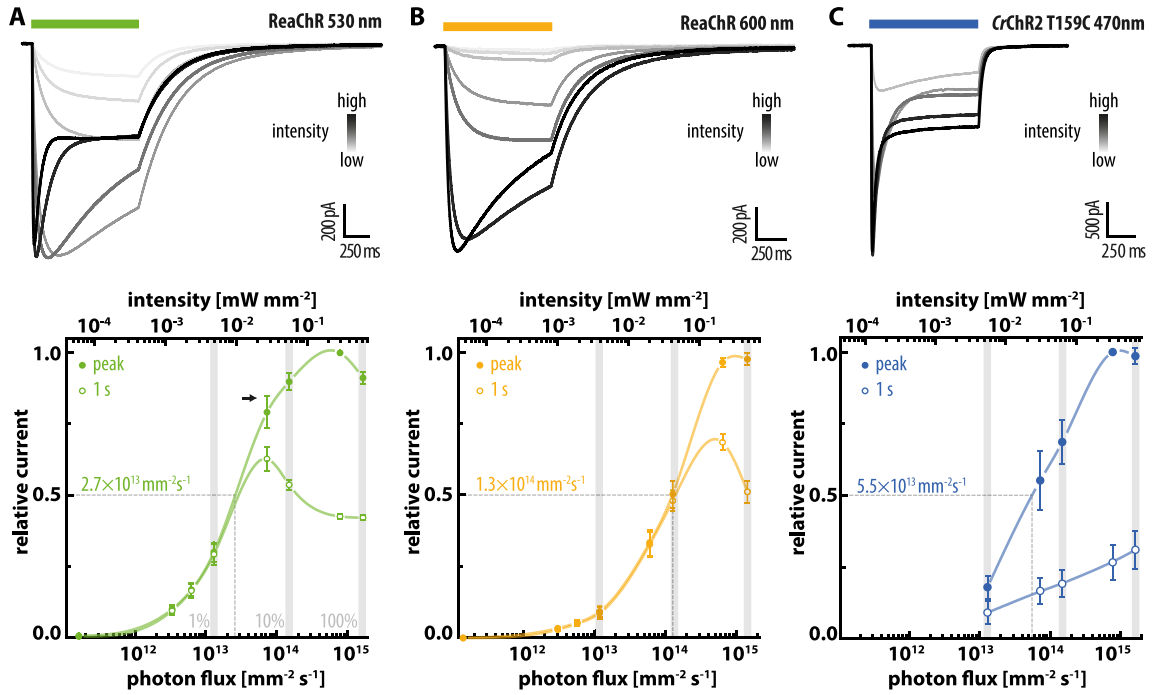 A
ReaChR 530 nm
high
intensity
low
200 pA
250 ms
intensity [mW mm⁻²]
10⁻⁴ 10⁻³ 10⁻² 10⁻¹
relative current
1.0
0.5
0.0
peak
1 s
2.7×10¹³ mm⁻²s⁻¹
1% 10% 100%
10¹² 10¹³ 10¹⁴ 10¹⁵
photon flux [mm⁻² s⁻¹]
B
ReaChR 600 nm
high
intensity
low
200 pA
250 ms
intensity [mW mm⁻²]
10⁻⁴ 10⁻³ 10⁻² 10⁻¹
relative current
1.0
0.5
0.0
peak
1 s
1.3×10¹⁴ mm⁻²s⁻¹
10¹² 10¹³ 10¹⁴ 10¹⁵
photon flux [mm⁻² s⁻¹]
C
CrChR2 T159C 470nm
high
intensity
low
500 pA
250 ms
intensity [mW mm⁻²]
10⁻⁴ 10⁻³ 10⁻² 10⁻¹
relative current
1.0
0.5
0.0
peak
1 s
5.5×10¹³ mm⁻²s⁻¹
10¹² 10¹³ 10¹⁴ 10¹⁵
photon flux [mm⁻² s⁻¹]